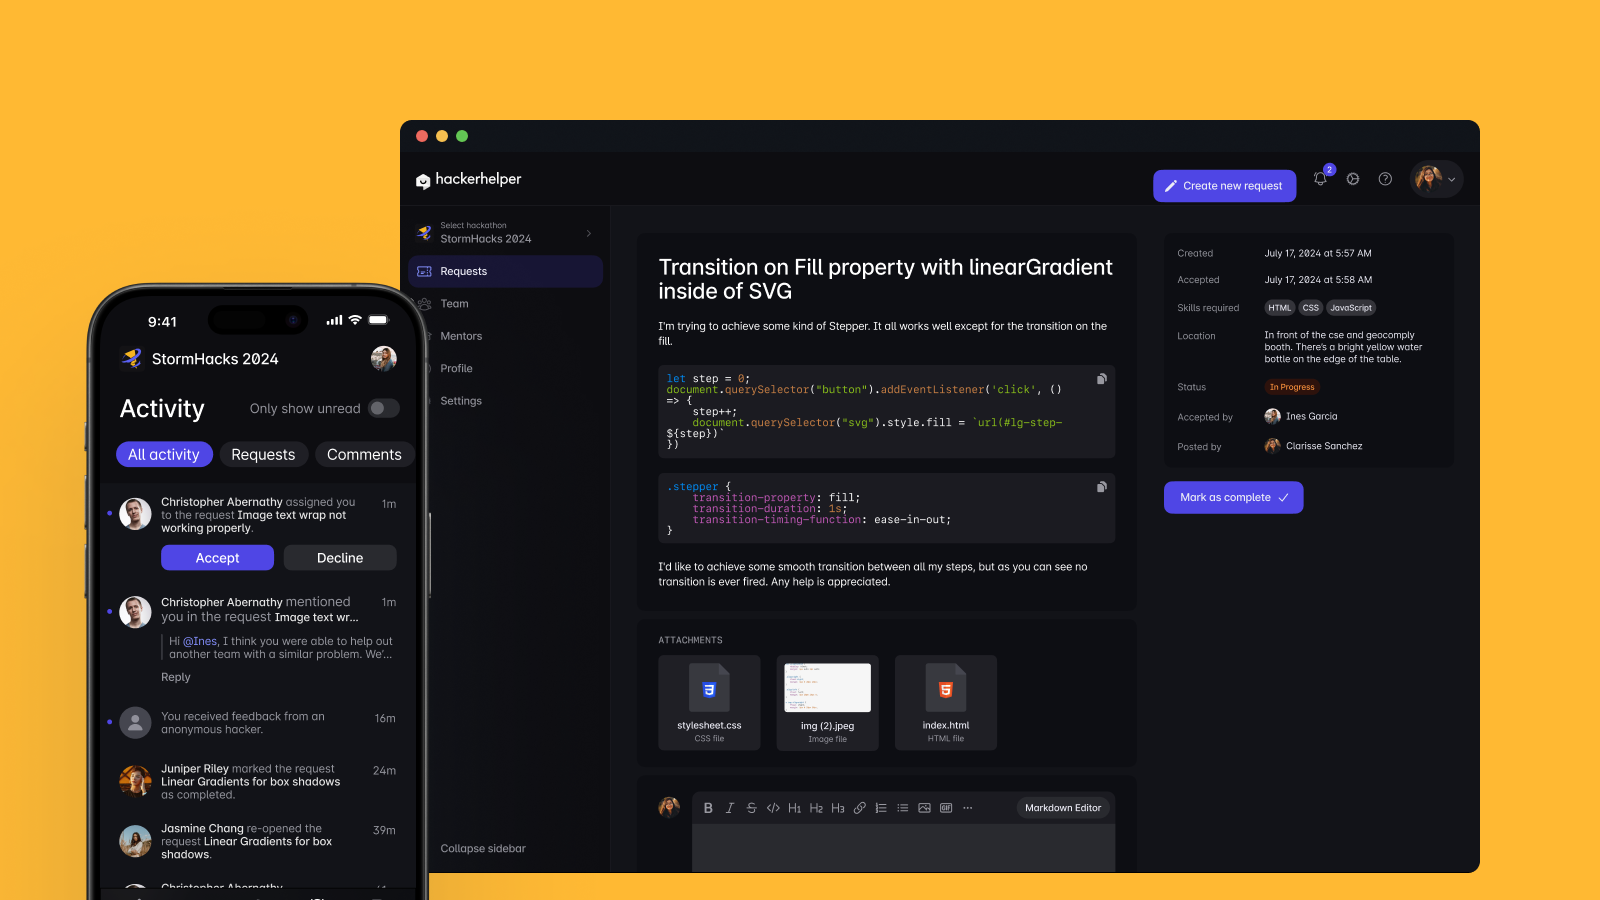 hackerhelper
Create new request
2
Select hackathon
StormHacks 2024
Requests
Team
Mentors
Profile
Settings
Collapse sidebar
Transition on Fill property with linearGradient
inside of SVG
I'm trying to achieve some kind of Stepper. It all works well except for the transition on the
fill.
let step = 0;
document.querySelector("button").addEventListener('click', ()
=> {
    step++;
    document.querySelector("svg").style.fill = `url(#lg-step-
${step})`
})
.stepper {
    transition-property: fill;
    transition-duration: 1s;
    transition-timing-function: ease-in-out;
}
I'd like to achieve some smooth transition between all my steps, but as you can see no
transition is ever fired. Any help is appreciated.
ATTACHMENTS
stylesheet.css
CSS file
img (2).jpeg
Image file
index.html
HTML file
B I S </> H1 H2 H3 GIF
Markdown Editor
Created July 17, 2024 at 5:57 AM
Accepted July 17, 2024 at 5:58 AM
Skills required HTML CSS JavaScript
Location In front of the cse and geocomply
booth. There's a bright yellow water
bottle on the edge of the table.
Status In Progress
Accepted by Ines Garcia
Posted by Clarisse Sanchez
Mark as complete
9:41
StormHacks 2024
Activity
Only show unread
All activity Requests Comments
Christopher Abernathy assigned you 1m
to the request Image text wrap not
working properly.
Accept Decline
Christopher Abernathy mentioned 1m
you in the request Image text wr...
Hi @Ines, I think you were able to help out
another team with a similar problem. We'...
Reply
You received feedback from an 16m
anonymous hacker.
Juniper Riley marked the request 24m
Linear Gradients for box shadows
as completed.
Jasmine Chang re-opened the 39m
request Linear Gradients for box
shadows.
Christopher Abernathy